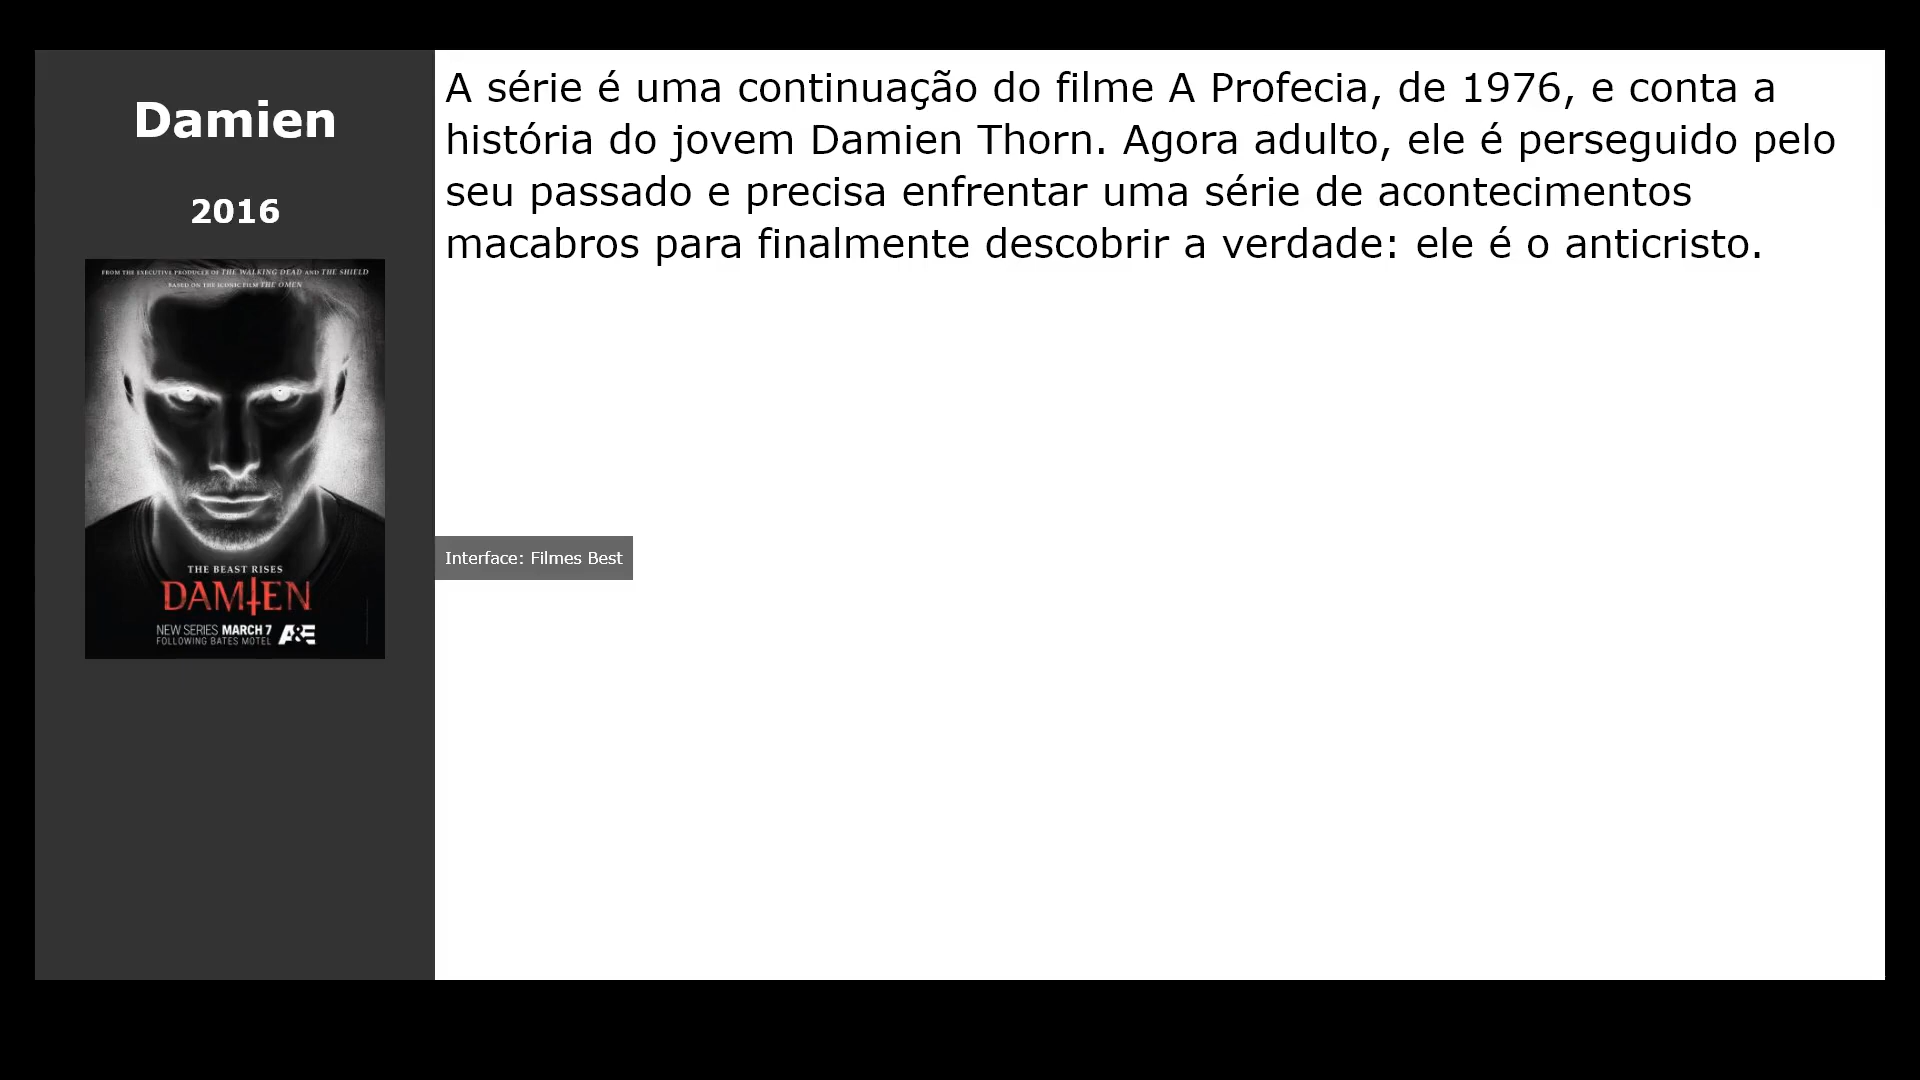 Damien
2016
FROM THE EXECUTIVE PRODUCER OF THE WALKING DEAD AND THE SHIELD
BASED ON THE ICONIC FILM THE OMEN
THE BEAST RISES
DAMIEN
NEW SERIES MARCH 7
FOLLOWING BATES MOTEL A&E
A série é uma continuação do filme A Profecia, de 1976, e conta a
história do jovem Damien Thorn. Agora adulto, ele é perseguido pelo
seu passado e precisa enfrentar uma série de acontecimentos
macabros para finalmente descobrir a verdade: ele é o anticristo.
Interface: Filmes Best